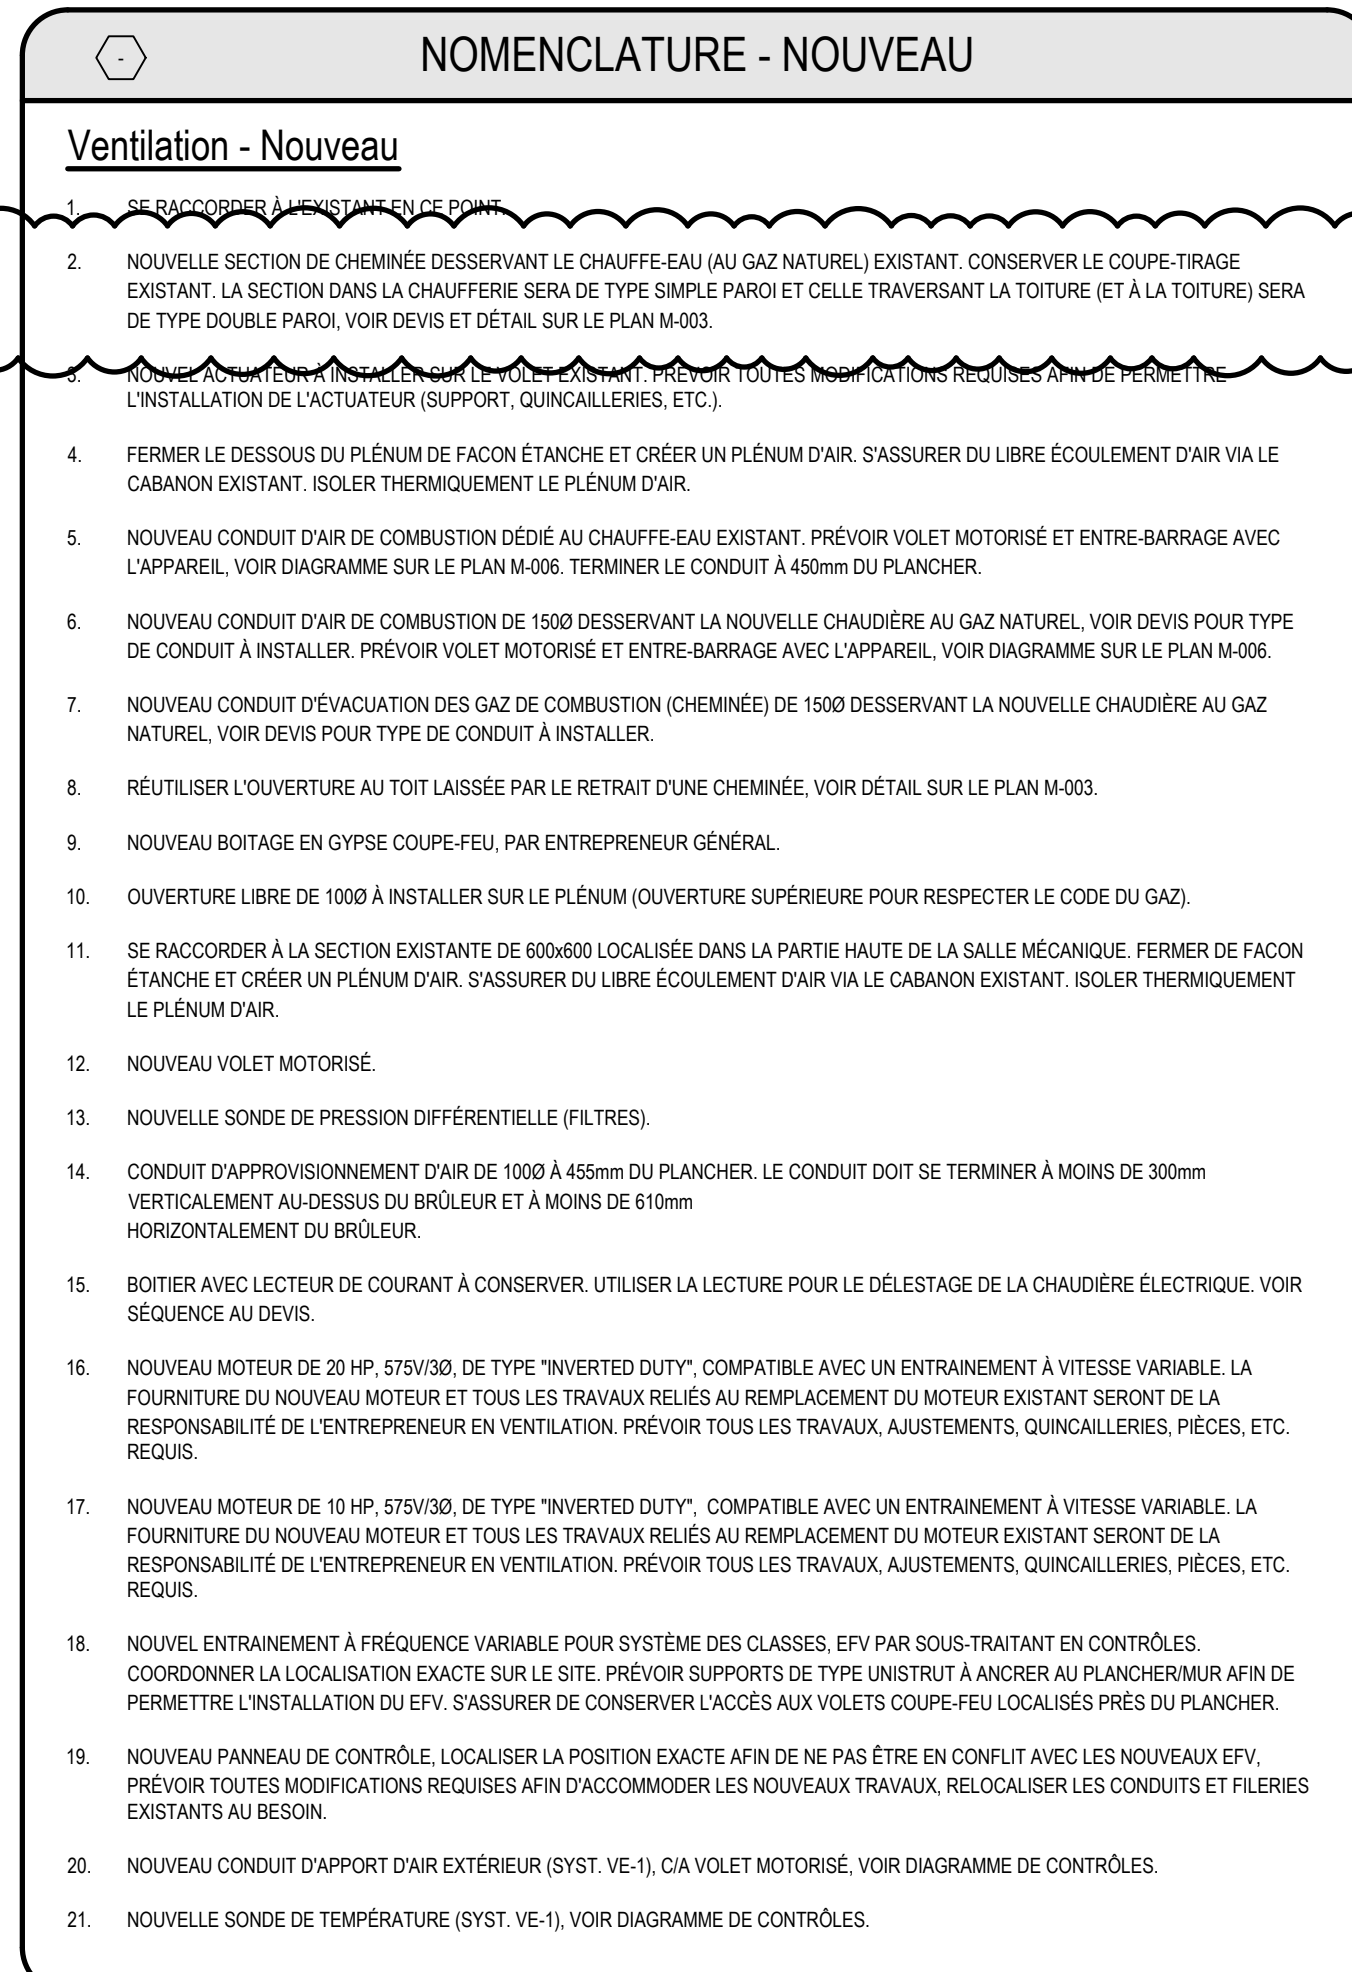 -
NOMENCLATURE - NOUVEAU
Ventilation - Nouveau
1. SE RACCORDER À L'EXISTANT EN CE POINT.
2. NOUVELLE SECTION DE CHEMINÉE DESSERVANT LE CHAUFFE-EAU (AU GAZ NATUREL) EXISTANT. CONSERVER LE COUPE-TIRAGE
EXISTANT. LA SECTION DANS LA CHAUFFERIE SERA DE TYPE SIMPLE PAROI ET CELLE TRAVERSANT LA TOITURE (ET À LA TOITURE) SERA
DE TYPE DOUBLE PAROI, VOIR DEVIS ET DÉTAIL SUR LE PLAN M-003.
3. NOUVEL ACTUATEUR À INSTALLER SUR LE VOLET EXISTANT. PRÉVOIR TOUTES MODIFICATIONS REQUISES AFIN DE PERMETTRE
L'INSTALLATION DE L'ACTUATEUR (SUPPORT, QUINCAILLERIES, ETC.).
4. FERMER LE DESSOUS DU PLÉNUM DE FACON ÉTANCHE ET CRÉER UN PLÉNUM D'AIR. S'ASSURER DU LIBRE ÉCOULEMENT D'AIR VIA LE
CABANON EXISTANT. ISOLER THERMIQUEMENT LE PLÉNUM D'AIR.
5. NOUVEAU CONDUIT D'AIR DE COMBUSTION DÉDIÉ AU CHAUFFE-EAU EXISTANT. PRÉVOIR VOLET MOTORISÉ ET ENTRE-BARRAGE AVEC
L'APPAREIL, VOIR DIAGRAMME SUR LE PLAN M-006. TERMINER LE CONDUIT À 450mm DU PLANCHER.
6. NOUVEAU CONDUIT D'AIR DE COMBUSTION DE 150Ø DESSERVANT LA NOUVELLE CHAUDIÈRE AU GAZ NATUREL, VOIR DEVIS POUR TYPE
DE CONDUIT À INSTALLER. PRÉVOIR VOLET MOTORISÉ ET ENTRE-BARRAGE AVEC L'APPAREIL, VOIR DIAGRAMME SUR LE PLAN M-006.
7. NOUVEAU CONDUIT D'ÉVACUATION DES GAZ DE COMBUSTION (CHEMINÉE) DE 150Ø DESSERVANT LA NOUVELLE CHAUDIÈRE AU GAZ
NATUREL, VOIR DEVIS POUR TYPE DE CONDUIT À INSTALLER.
8. RÉUTILISER L'OUVERTURE AU TOIT LAISSÉE PAR LE RETRAIT D'UNE CHEMINÉE, VOIR DÉTAIL SUR LE PLAN M-003.
9. NOUVEAU BOITAGE EN GYPSE COUPE-FEU, PAR ENTREPRENEUR GÉNÉRAL.
10. OUVERTURE LIBRE DE 100Ø À INSTALLER SUR LE PLÉNUM (OUVERTURE SUPÉRIEURE POUR RESPECTER LE CODE DU GAZ).
11. SE RACCORDER À LA SECTION EXISTANTE DE 600x600 LOCALISÉE DANS LA PARTIE HAUTE DE LA SALLE MÉCANIQUE. FERMER DE FACON
ÉTANCHE ET CRÉER UN PLÉNUM D'AIR. S'ASSURER DU LIBRE ÉCOULEMENT D'AIR VIA LE CABANON EXISTANT. ISOLER THERMIQUEMENT
LE PLÉNUM D'AIR.
12. NOUVEAU VOLET MOTORISÉ.
13. NOUVELLE SONDE DE PRESSION DIFFÉRENTIELLE (FILTRES).
14. CONDUIT D'APPROVISIONNEMENT D'AIR DE 100Ø À 455mm DU PLANCHER. LE CONDUIT DOIT SE TERMINER À MOINS DE 300mm
VERTICALEMENT AU-DESSUS DU BRÛLEUR ET À MOINS DE 610mm
HORIZONTALEMENT DU BRÛLEUR.
15. BOITIER AVEC LECTEUR DE COURANT À CONSERVER. UTILISER LA LECTURE POUR LE DÉLESTAGE DE LA CHAUDIÈRE ÉLECTRIQUE. VOIR
SÉQUENCE AU DEVIS.
16. NOUVEAU MOTEUR DE 20 HP, 575V/3Ø, DE TYPE "INVERTED DUTY", COMPATIBLE AVEC UN ENTRAINEMENT À VITESSE VARIABLE. LA
FOURNITURE DU NOUVEAU MOTEUR ET TOUS LES TRAVAUX RELIÉS AU REMPLACEMENT DU MOTEUR EXISTANT SERONT DE LA
RESPONSABILITÉ DE L'ENTREPRENEUR EN VENTILATION. PRÉVOIR TOUS LES TRAVAUX, AJUSTEMENTS, QUINCAILLERIES, PIÈCES, ETC.
REQUIS.
17. NOUVEAU MOTEUR DE 10 HP, 575V/3Ø, DE TYPE "INVERTED DUTY", COMPATIBLE AVEC UN ENTRAINEMENT À VITESSE VARIABLE. LA
FOURNITURE DU NOUVEAU MOTEUR ET TOUS LES TRAVAUX RELIÉS AU REMPLACEMENT DU MOTEUR EXISTANT SERONT DE LA
RESPONSABILITÉ DE L'ENTREPRENEUR EN VENTILATION. PRÉVOIR TOUS LES TRAVAUX, AJUSTEMENTS, QUINCAILLERIES, PIÈCES, ETC.
REQUIS.
18. NOUVEL ENTRAINEMENT À FRÉQUENCE VARIABLE POUR SYSTÈME DES CLASSES, EFV PAR SOUS-TRAITANT EN CONTRÔLES.
COORDONNER LA LOCALISATION EXACTE SUR LE SITE. PRÉVOIR SUPPORTS DE TYPE UNISTRUT À ANCRER AU PLANCHER/MUR AFIN DE
PERMETTRE L'INSTALLATION DU EFV. S'ASSURER DE CONSERVER L'ACCÈS AUX VOLETS COUPE-FEU LOCALISÉS PRÈS DU PLANCHER.
19. NOUVEAU PANNEAU DE CONTRÔLE, LOCALISER LA POSITION EXACTE AFIN DE NE PAS ÊTRE EN CONFLIT AVEC LES NOUVEAUX EFV,
PRÉVOIR TOUTES MODIFICATIONS REQUISES AFIN D'ACCOMMODER LES NOUVEAUX TRAVAUX, RELOCALISER LES CONDUITS ET FILERIES
EXISTANTS AU BESOIN.
20. NOUVEAU CONDUIT D'APPORT D'AIR EXTÉRIEUR (SYST. VE-1), C/A VOLET MOTORISÉ, VOIR DIAGRAMME DE CONTRÔLES.
21. NOUVELLE SONDE DE TEMPÉRATURE (SYST. VE-1), VOIR DIAGRAMME DE CONTRÔLES.